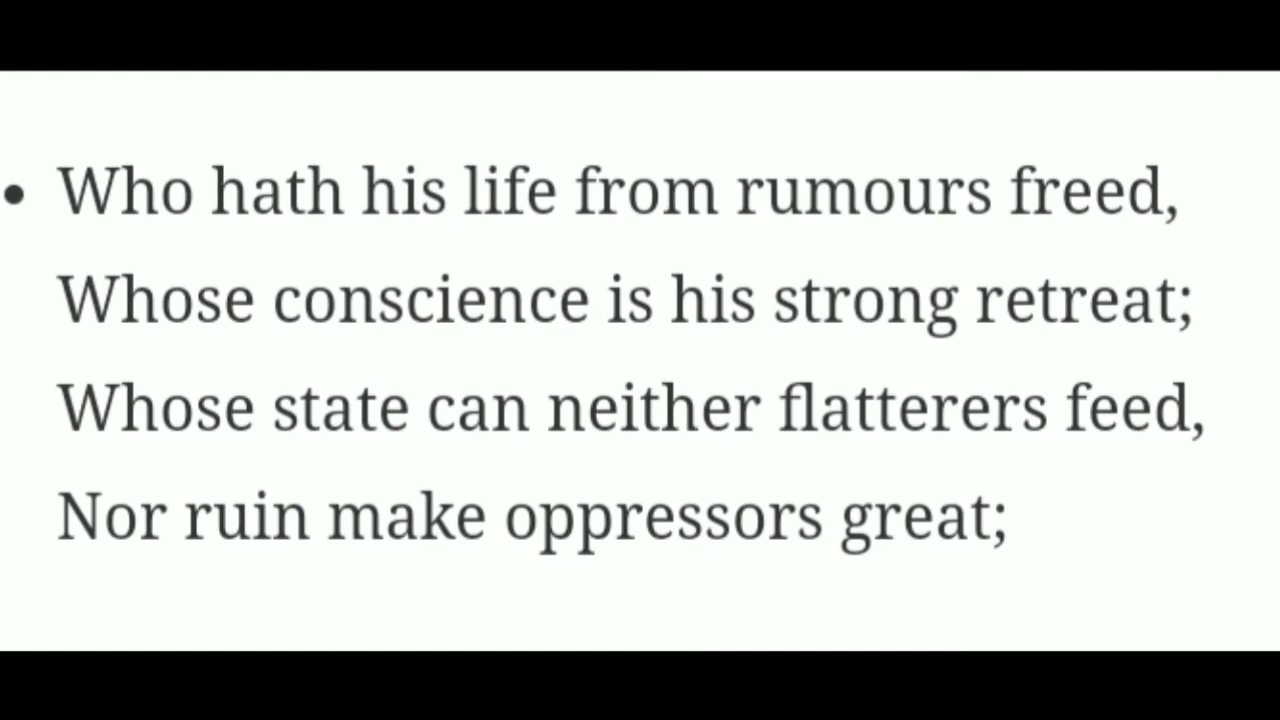 • Who hath his life from rumours freed,
Whose conscience is his strong retreat;
Whose state can neither flatterers feed,
Nor ruin make oppressors great;